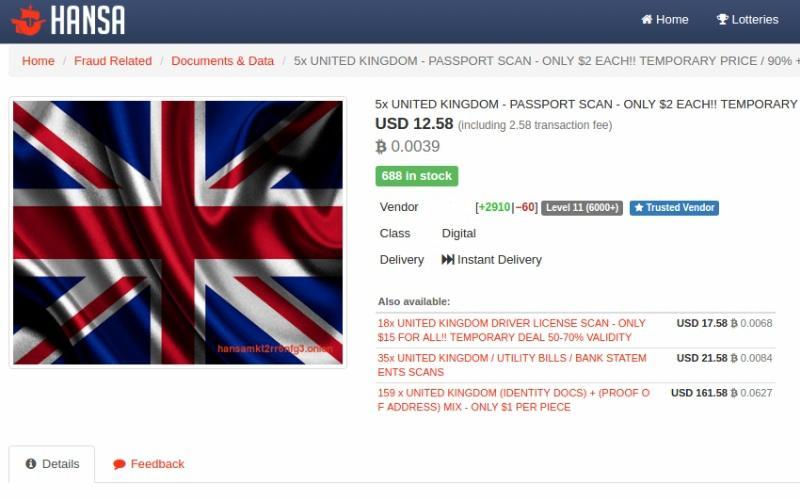 HANSA
Home
Lotteries
Home / Fraud Related / Documents & Data / 5x UNITED KINGDOM - PASSPORT SCAN - ONLY $2 EACH!! TEMPORARY PRICE / 90% +
5x UNITED KINGDOM - PASSPORT SCAN - ONLY $2 EACH!! TEMPORARY
USD 12.58 (including 2.58 transaction fee)
฿ 0.0039
688 in stock
Vendor [+2910|−60] Level 11 (6000+) Trusted Vendor
Class Digital
Delivery Instant Delivery
Also available:
18x UNITED KINGDOM DRIVER LICENSE SCAN - ONLY USD 17.58 ฿ 0.0068
$15 FOR ALL!! TEMPORARY DEAL 50-70% VALIDITY
35x UNITED KINGDOM / UTILITY BILLS / BANK STATEM USD 21.58 ฿ 0.0084
ENTS SCANS
159 x UNITED KINGDOM (IDENTITY DOCS) + (PROOF O USD 161.58 ฿ 0.0627
F ADDRESS) MIX - ONLY $1 PER PIECE
Details
Feedback